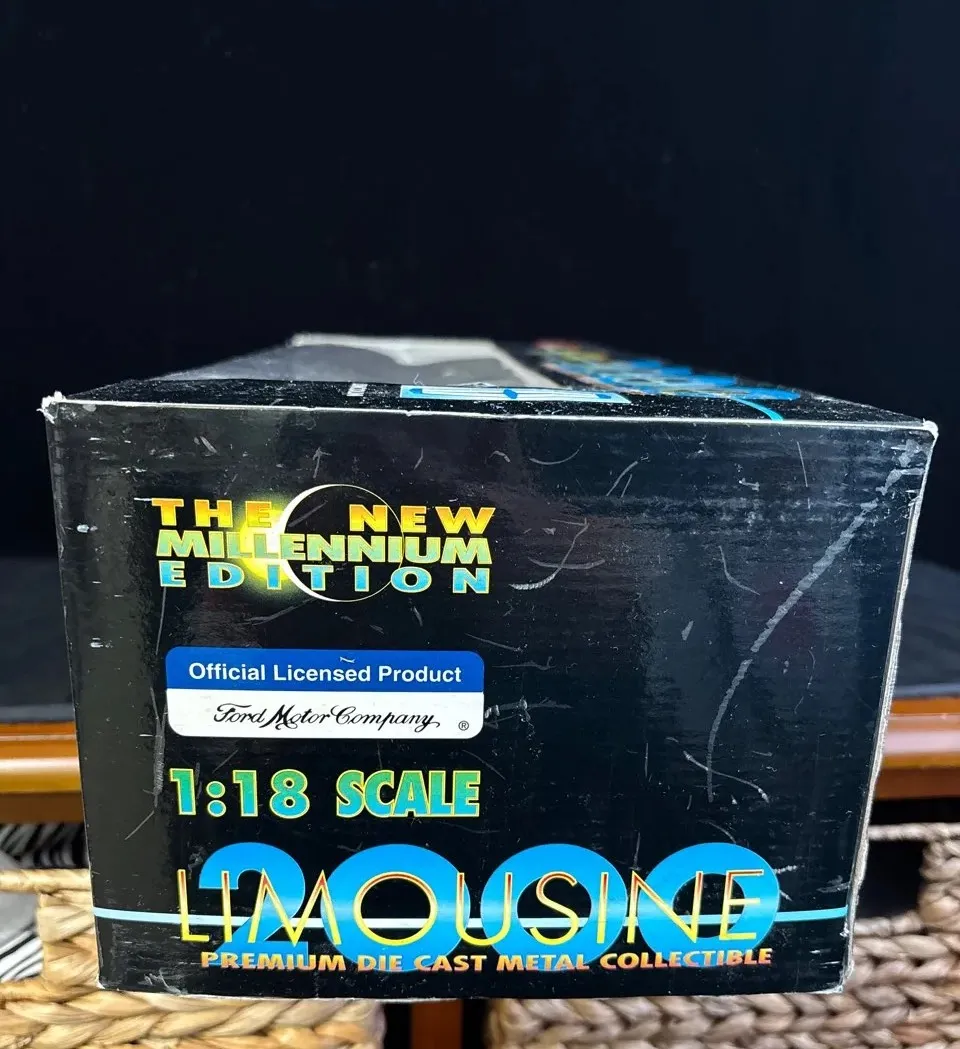 THE NEW
MILLENNIUM
EDITION
Official Licensed Product
Ford Motor Company ®
1:18 SCALE
2000
LIMOUSINE
PREMIUM DIE CAST METAL COLLECTIBLE